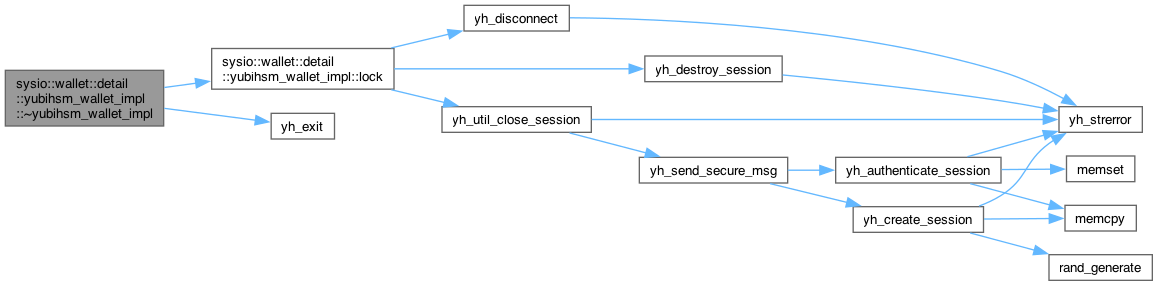 sysio::wallet::detail
::yubihsm_wallet_impl
::~yubihsm_wallet_impl
sysio::wallet::detail
::yubihsm_wallet_impl::lock
yh_exit
yh_disconnect
yh_destroy_session
yh_util_close_session
yh_strerror
yh_send_secure_msg
yh_authenticate_session
memset
yh_create_session
memcpy
rand_generate